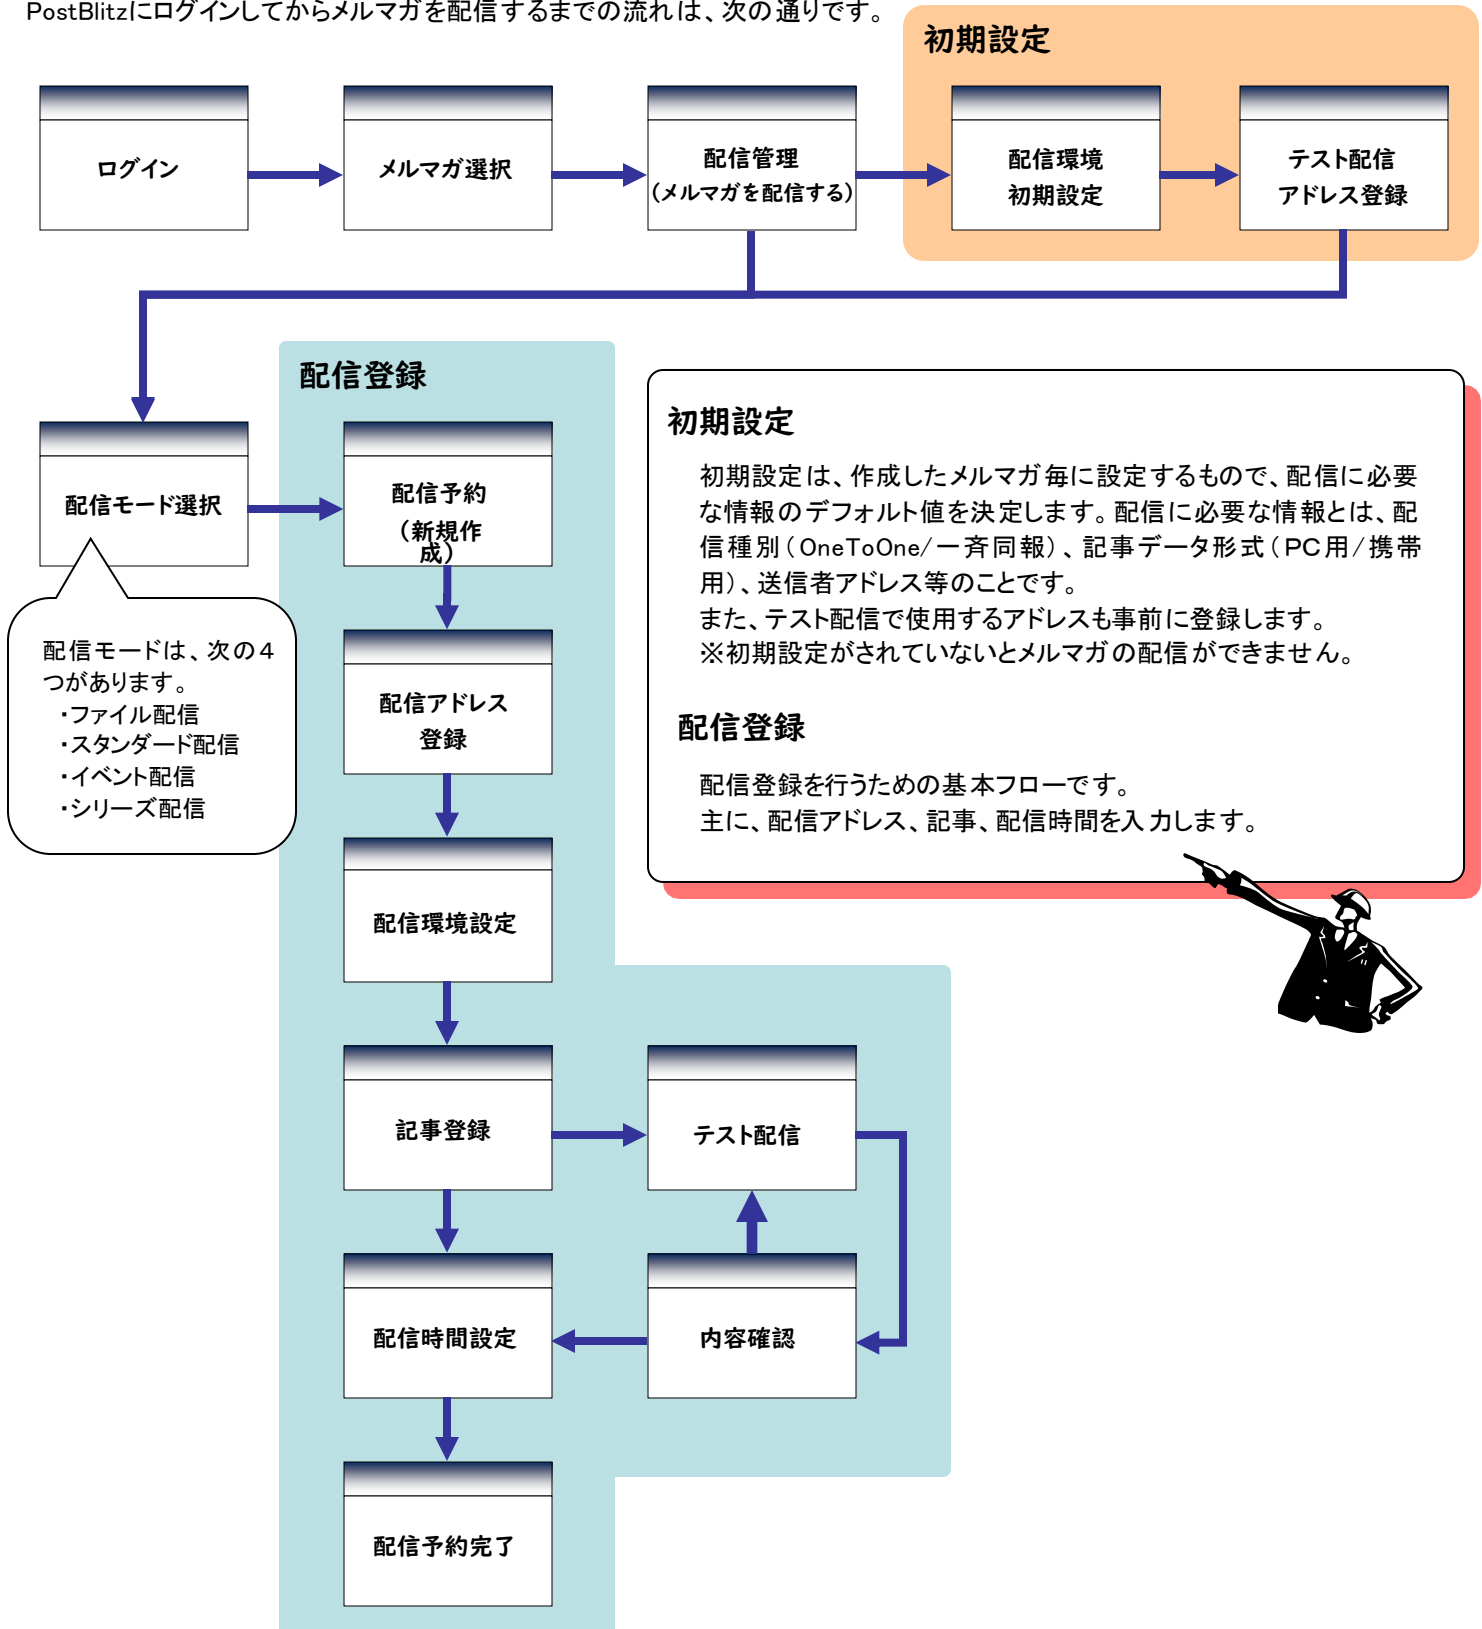 PostBlitzにログインしてからメルマガを配信するまでの流れは、次の通りです。
初期設定
ログイン
メルマガ選択
配信管理
(メルマガを配信する)
配信環境
初期設定
テスト配信
アドレス登録
配信登録
配信モード選択
配信予約
(新規作
成)
配信モードは、次の4
つがあります。
・ファイル配信
・スタンダード配信
・イベント配信
・シリーズ配信
配信アドレス
登録
配信環境設定
記事登録
テスト配信
配信時間設定
内容確認
配信予約完了
初期設定
初期設定は、作成したメルマガ毎に設定するもので、配信に必要
な情報のデフォルト値を決定します。配信に必要な情報とは、配
信種別(OneToOne/一斉同報)、記事データ形式(PC用/携帯
用)、送信者アドレス等のことです。
また、テスト配信で使用するアドレスも事前に登録します。
※初期設定がされていないとメルマガの配信ができません。
配信登録
配信登録を行うための基本フローです。
主に、配信アドレス、記事、配信時間を入力します。